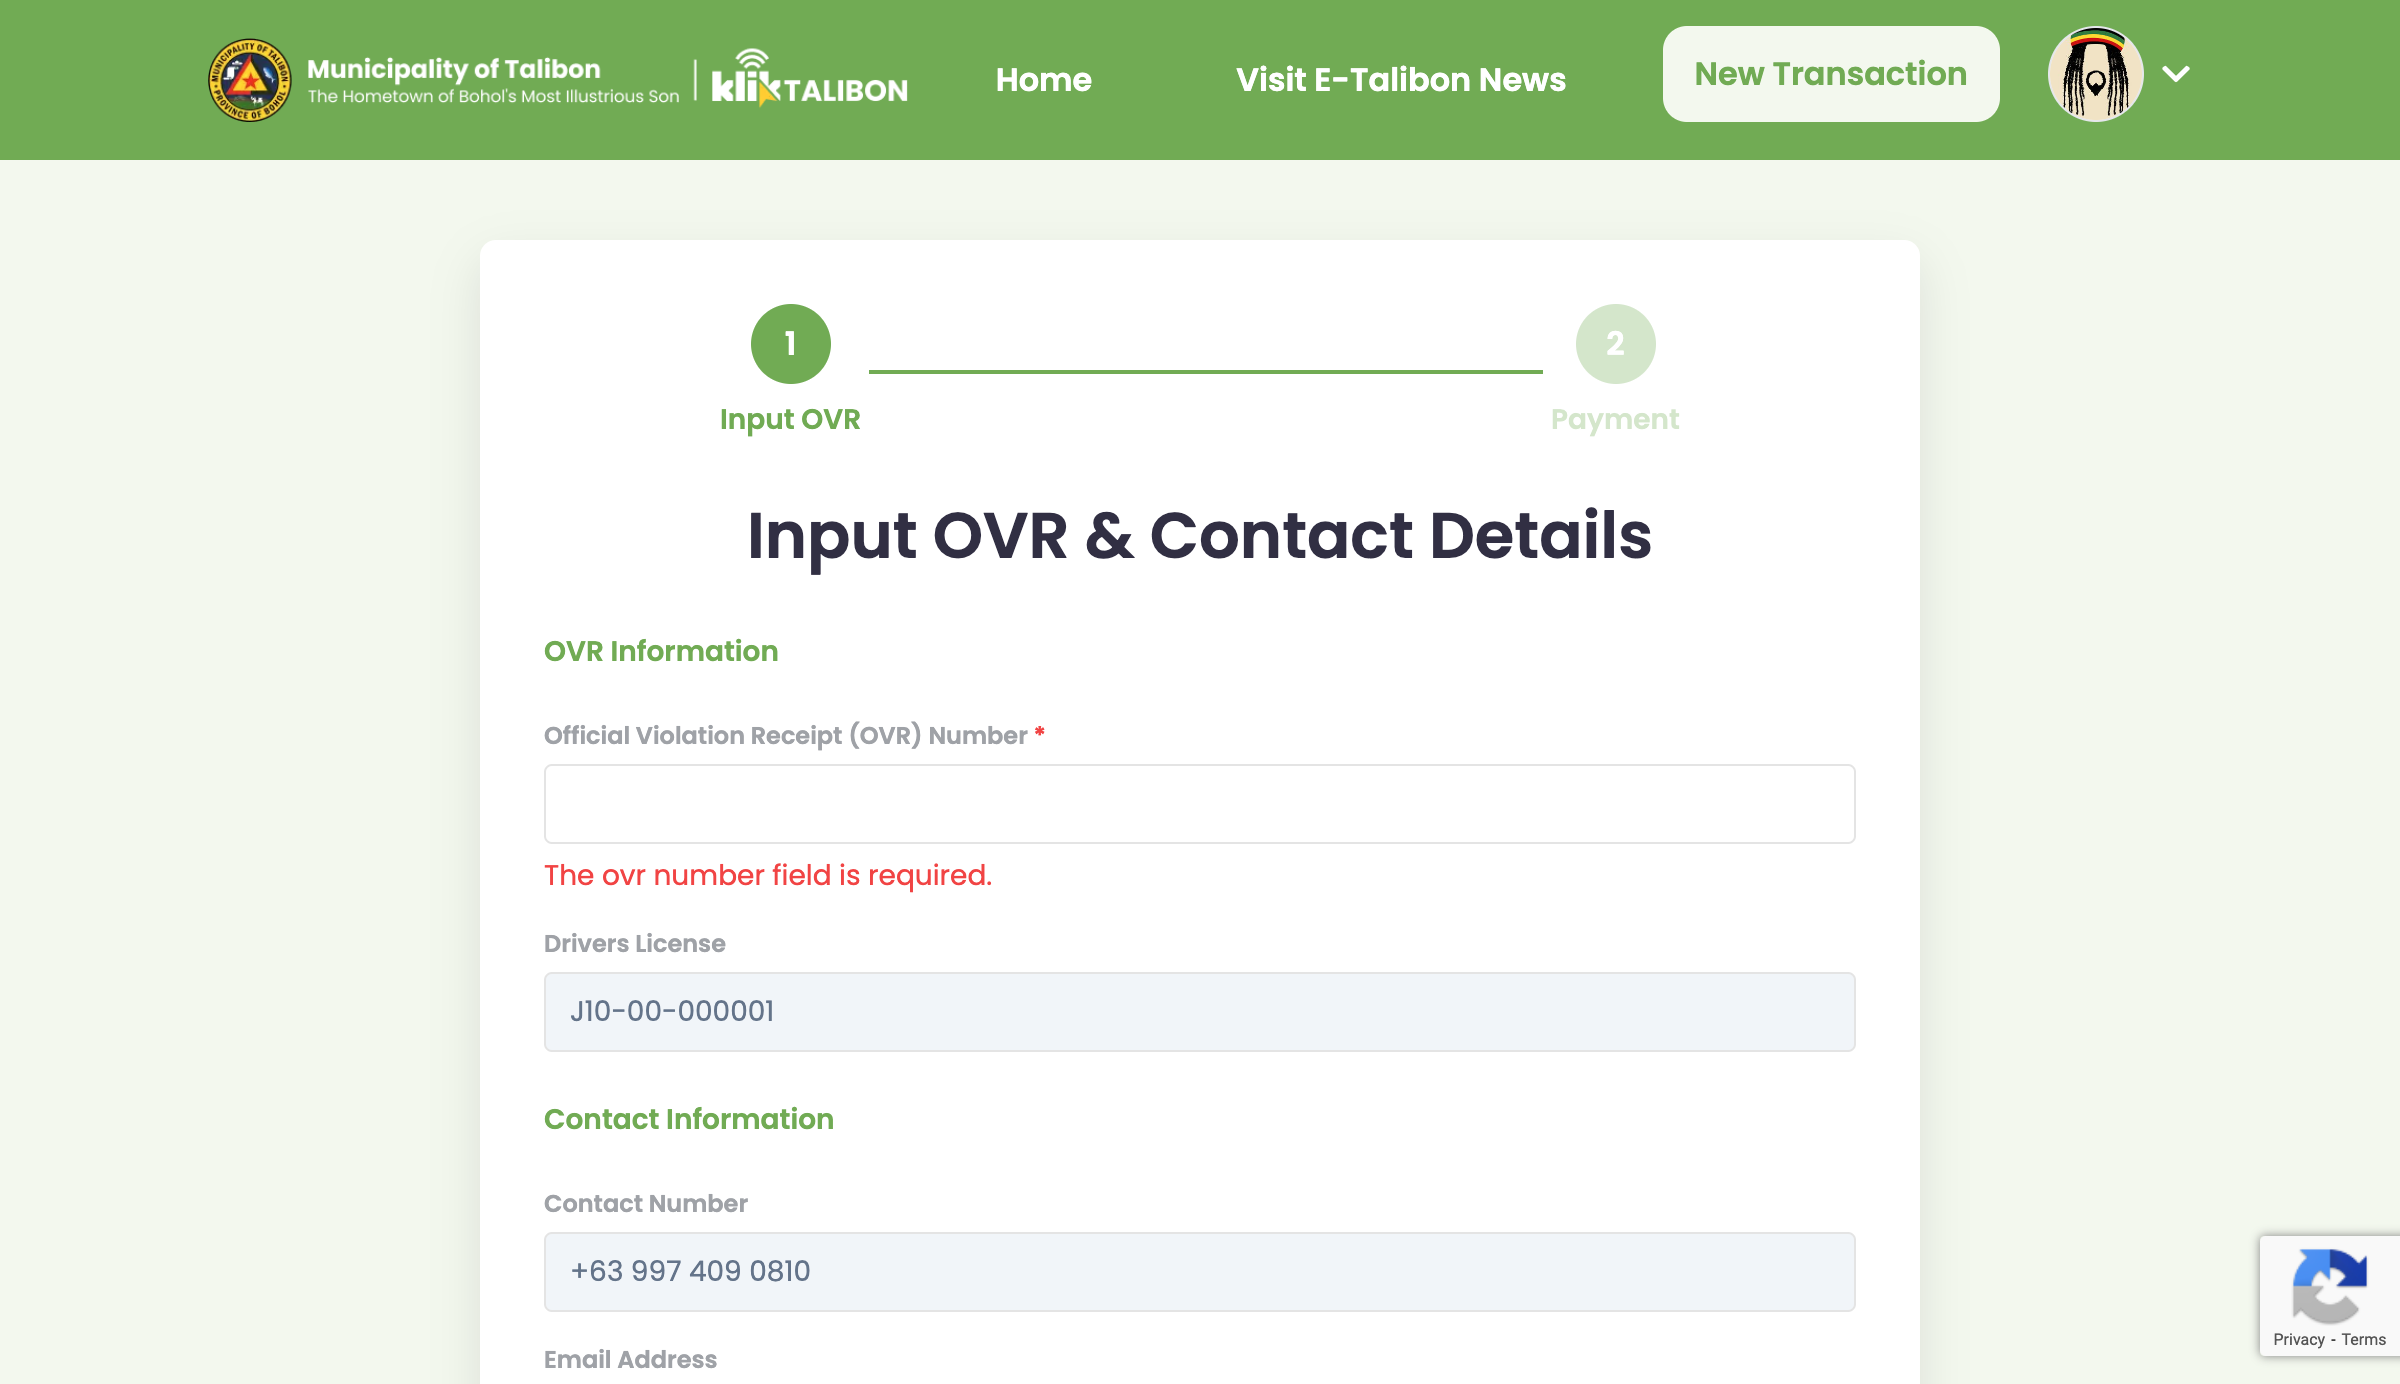 MUNICIPALITY OF TALIBON
PROVINCE OF BOHOL
Municipality of Talibon
The Hometown of Bohol's Most Illustrious Son
klik TALIBON
Home
Visit E-Talibon News
New Transaction
1
2
Input OVR
Payment
Input OVR & Contact Details
OVR Information
Official Violation Receipt (OVR) Number *
The ovr number field is required.
Drivers License
J10-00-000001
Contact Information
Contact Number
+63 997 409 0810
Email Address
Privacy - Terms